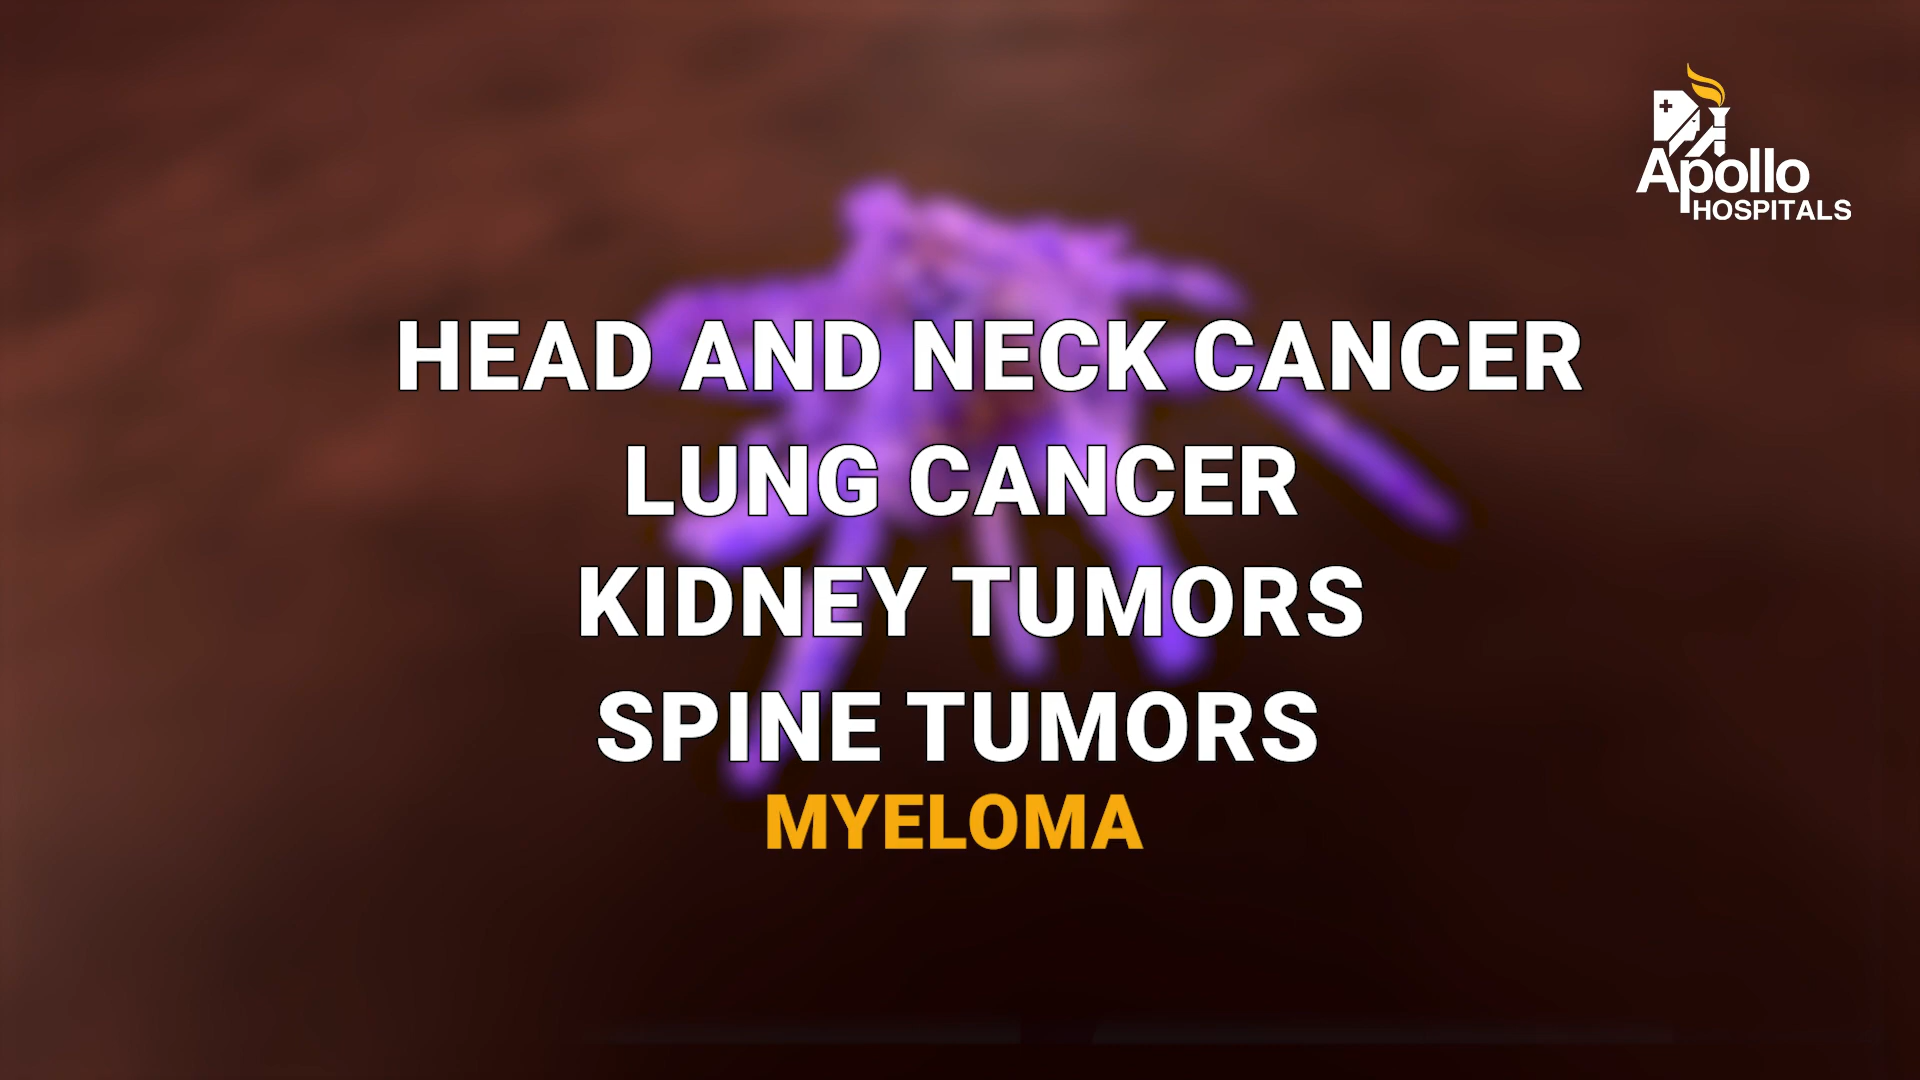 Apollo
HOSPITALS
HEAD AND NECK CANCER
LUNG CANCER
KIDNEY TUMORS
SPINE TUMORS
MYELOMA